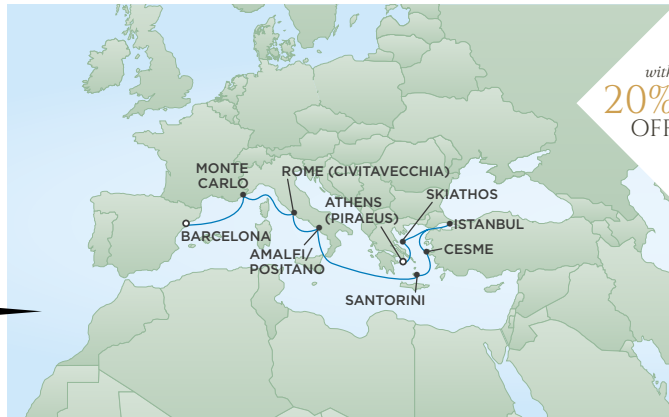 with
20%
OFF
MONTE
CARLO
ROME (CIVITAVECCHIA)
ATHENS
(PIRAEUS)
SKIATHOS
ISTANBUL
BARCELONA
AMALFI/
POSITANO
CESME
SANTORINI